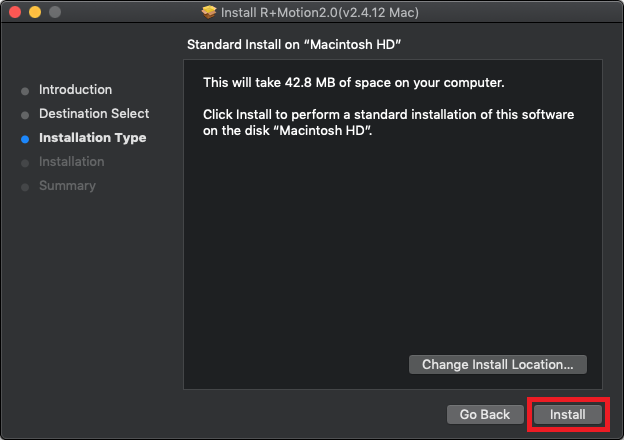 Install R+Motion2.0(v2.4.12 Mac)
Standard Install on “Macintosh HD”
Introduction
Destination Select
Installation Type
Installation
Summary
This will take 42.8 MB of space on your computer.
Click Install to perform a standard installation of this software
on the disk “Macintosh HD”.
Change Install Location...
Go Back
Install